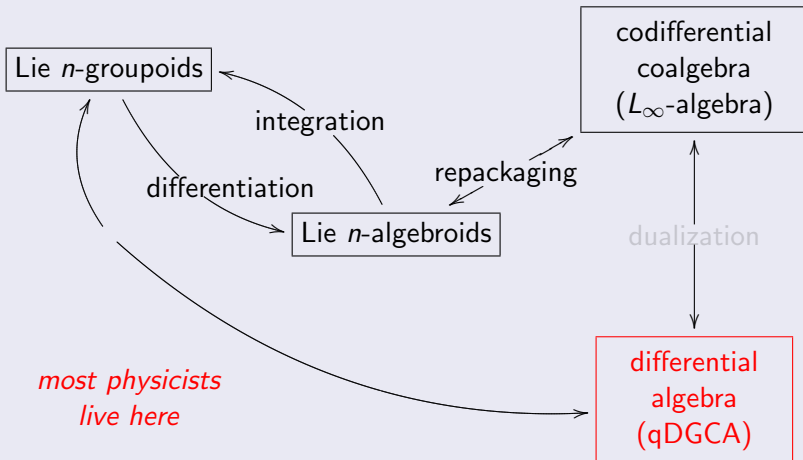 Lie n-groupoids
codifferential
coalgebra
(L∞-algebra)
integration
differentiation
repackaging
Lie n-algebroids
dualization
most physicists
live here
differential
algebra
(qDGCA)